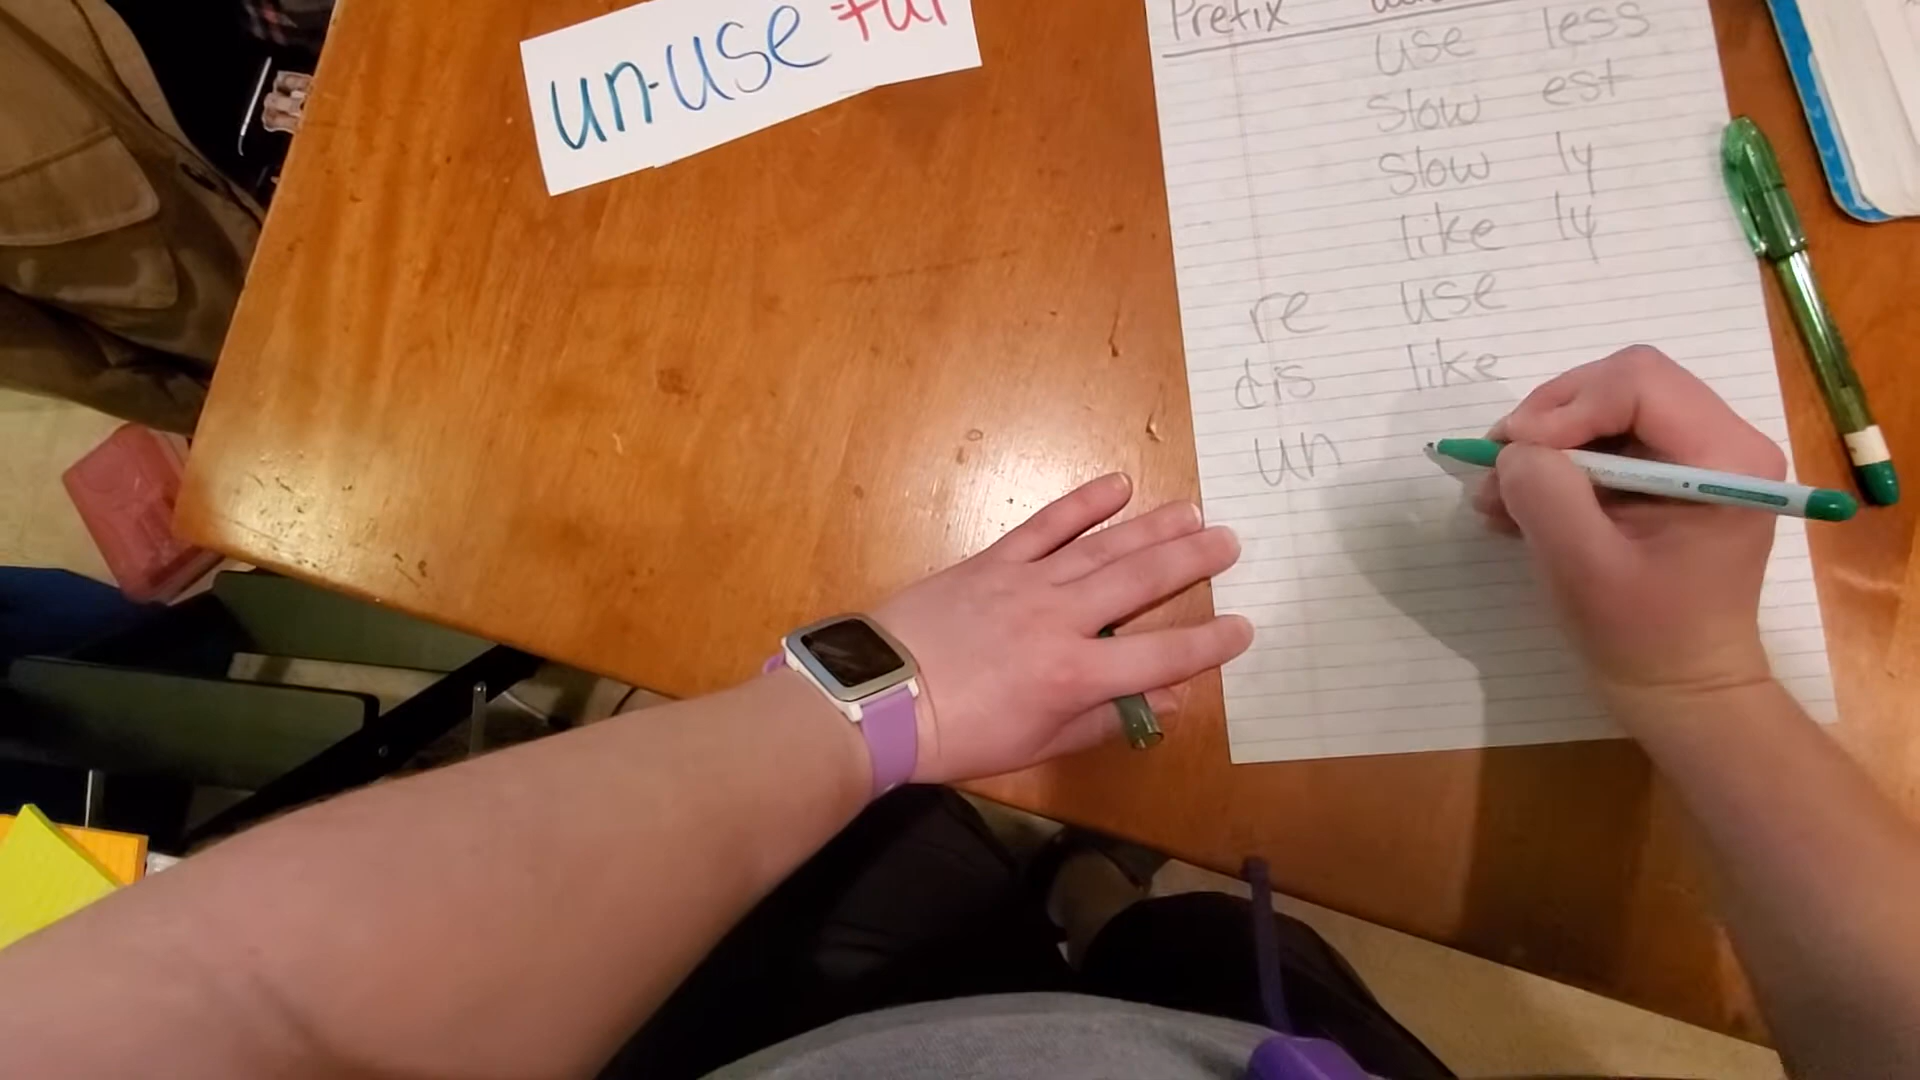 un-use-ful
Prefix
use less
slow est
slow ly
like ly
re use
dis like
un